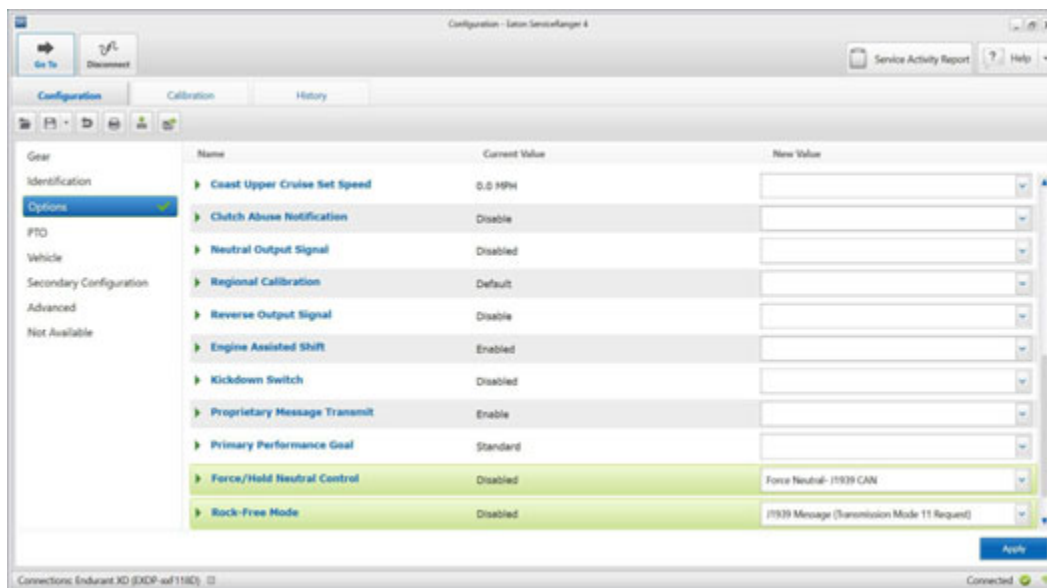 Configuration - Eaton ServiceRanger 4
Go To
Disconnect
Service Activity Report
Help
Configuration
Calibration
History
Gear
Identification
Options
PTO
Vehicle
Secondary Configuration
Advanced
Not Available
Name Current Value New Value
Coast Upper Cruise Set Speed 0.0 MPH
Clutch Abuse Notification Disable
Neutral Output Signal Disabled
Regional Calibration Default
Reverse Output Signal Disable
Engine Assisted Shift Enabled
Kickdown Switch Disabled
Proprietary Message Transmit Enable
Primary Performance Goal Standard
Force/Hold Neutral Control Disabled Force Neutral- J1939 CAN
Rock-Free Mode Disabled J1939 Message (Transmission Mode 11 Request)
Apply
Connections: Endurant XD Connected